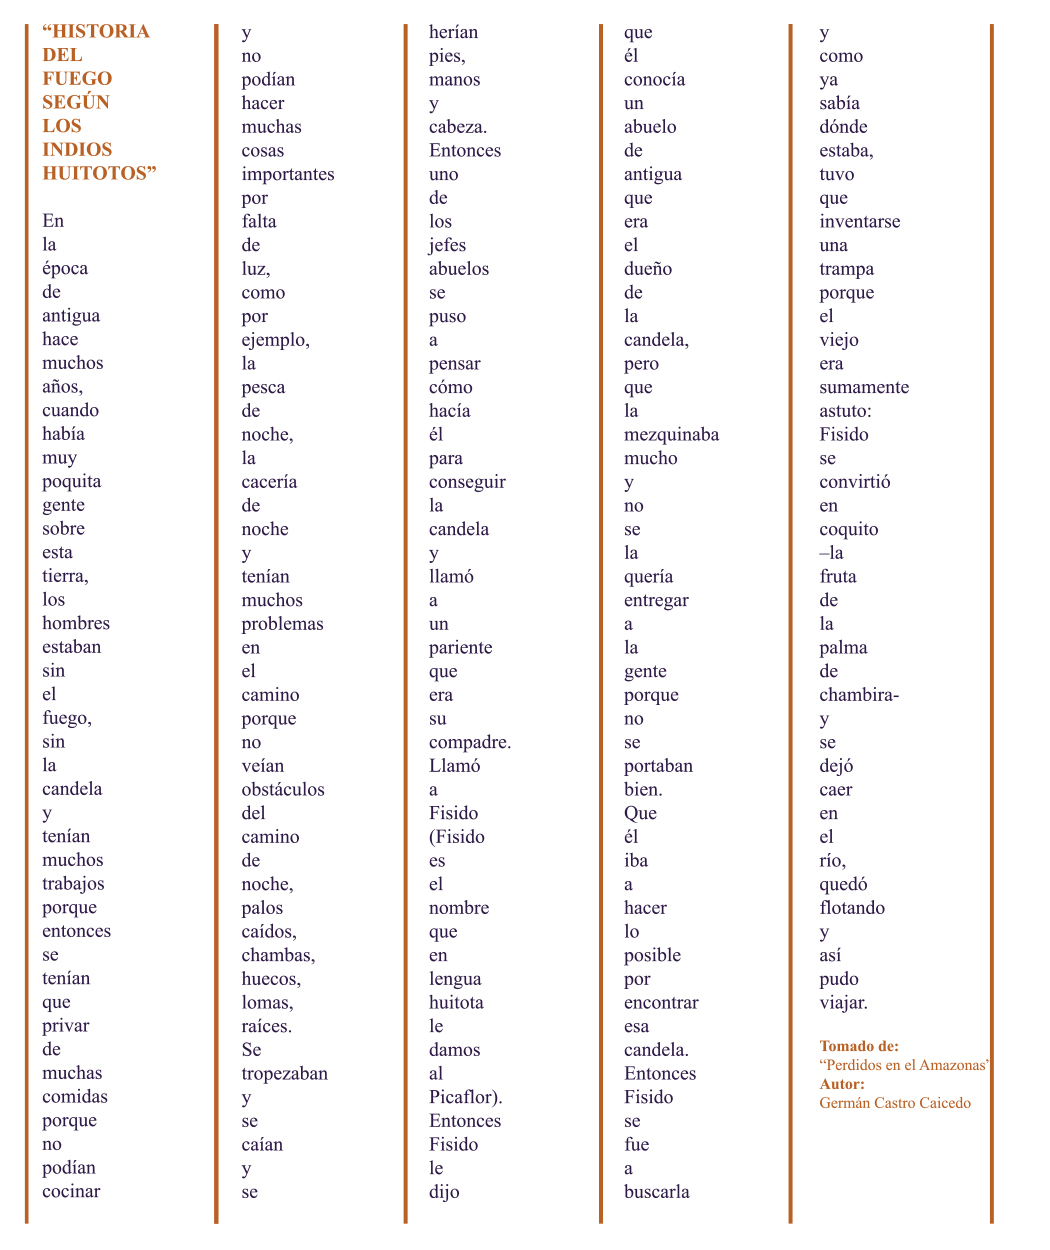 “HISTORIA
DEL
FUEGO
SEGÚN
LOS
INDIOS
HUITOTOS”
En
la
época
de
antigua
hace
muchos
años,
cuando
había
muy
poquita
gente
sobre
esta
tierra,
los
hombres
estaban
sin
el
fuego,
sin
la
candela
y
tenían
muchos
trabajos
porque
entonces
se
tenían
que
privar
de
muchas
comidas
porque
no
podían
cocinar
y
no
podían
hacer
muchas
cosas
importantes
por
falta
de
luz,
como
por
ejemplo,
la
pesca
de
noche,
la
cacería
de
noche
y
tenían
muchos
problemas
en
el
camino
porque
no
veían
obstáculos
del
camino
de
noche,
palos
caídos,
chambas,
huecos,
lomas,
raíces.
Se
tropezaban
y
se
caían
y
se
herían
pies,
manos
y
cabeza.
Entonces
uno
de
los
jefes
abuelos
se
puso
a
pensar
cómo
hacía
él
para
conseguir
la
candela
y
llamó
a
un
pariente
que
era
su
compadre.
Llamó
a
Fisido
(Fisido
es
el
nombre
que
en
lengua
huitota
le
damos
al
Picaflor).
Entonces
Fisido
le
dijo
que
él
conocía
un
abuelo
de
antigua
que
era
el
dueño
de
la
candela,
pero
que
la
mezquinaba
mucho
y
no
se
la
quería
entregar
a
la
gente
porque
no
se
portaban
bien.
Que
él
iba
a
hacer
lo
posible
por
encontrar
esa
candela.
Entonces
Fisido
se
fue
a
buscarla
y
como
ya
sabía
dónde
estaba,
tuvo
que
inventarse
una
trampa
porque
el
viejo
era
sumamente
astuto:
Fisido
se
convirtió
en
coquito
–la
fruta
de
la
palma
de
chambira-
y
se
dejó
caer
en
el
río,
quedó
flotando
y
así
pudo
viajar.
Tomado de:
“Perdidos en el Amazonas”
Autor:
Germán Castro Caicedo